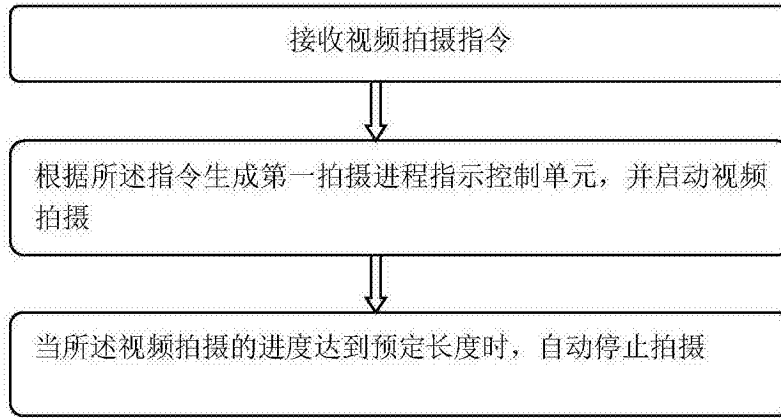 接收视频拍摄指令
根据所述指令生成第一拍摄进程指示控制单元，并启动视频
拍摄
当所述视频拍摄的进度达到预定长度时，自动停止拍摄